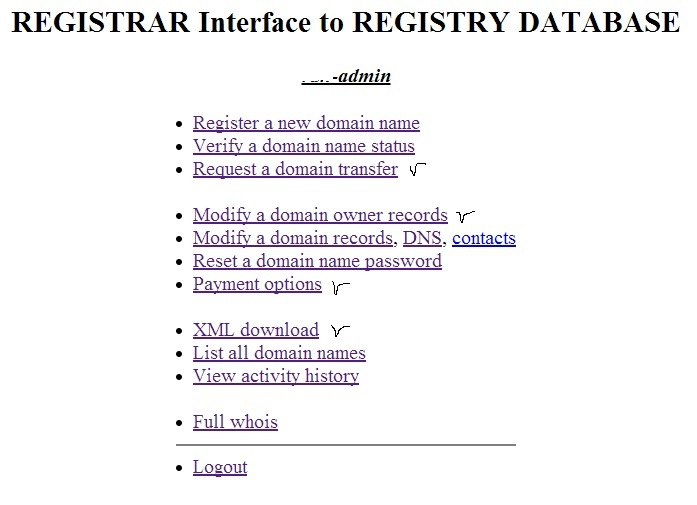 REGISTRAR Interface to REGISTRY DATABASE
-admin
Register a new domain name
Verify a domain name status
Request a domain transfer
Modify a domain owner records
Modify a domain records, DNS, contacts
Reset a domain name password
Payment options
XML download
List all domain names
View activity history
Full whois
Logout